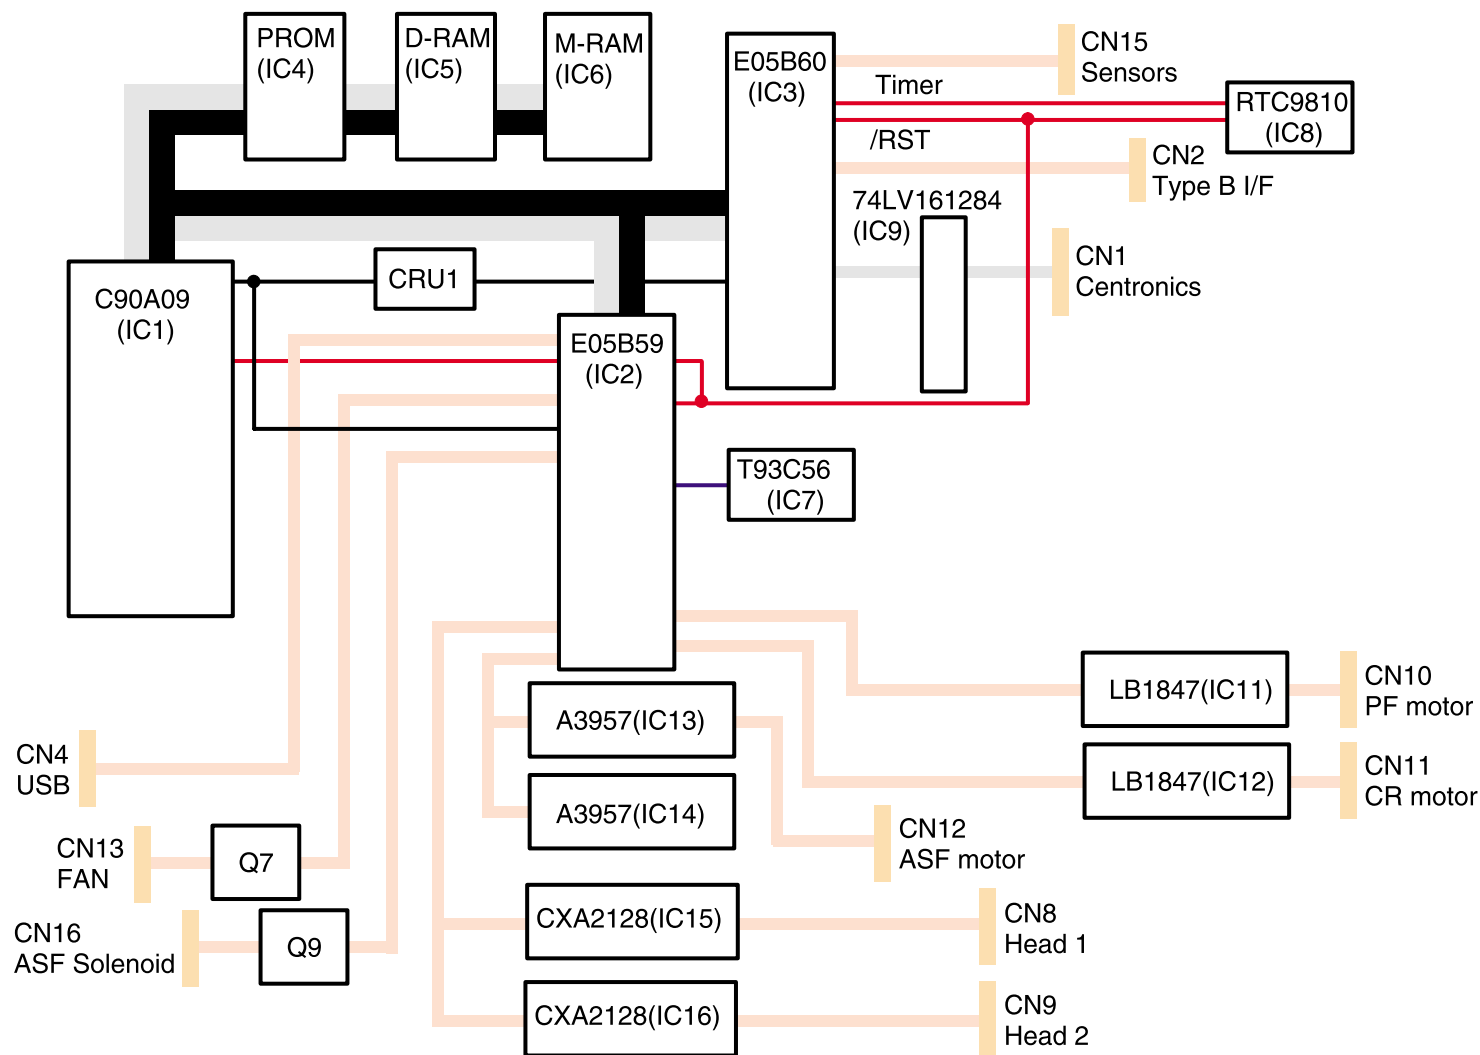 PROM
(IC4)
D-RAM
(IC5)
M-RAM
(IC6)
E05B60
(IC3)
CN15
Sensors
Timer
RTC9810
(IC8)
/RST
CN2
Type B I/F
74LV161284
(IC9)
CN1
Centronics
C90A09
(IC1)
CRU1
E05B59
(IC2)
T93C56
(IC7)
LB1847(IC11)
CN10
PF motor
A3957(IC13)
CN4
USB
LB1847(IC12)
CN11
CR motor
A3957(IC14)
CN12
ASF motor
CN13
FAN
Q7
CXA2128(IC15)
CN8
Head 1
CN16
ASF Solenoid
Q9
CXA2128(IC16)
CN9
Head 2